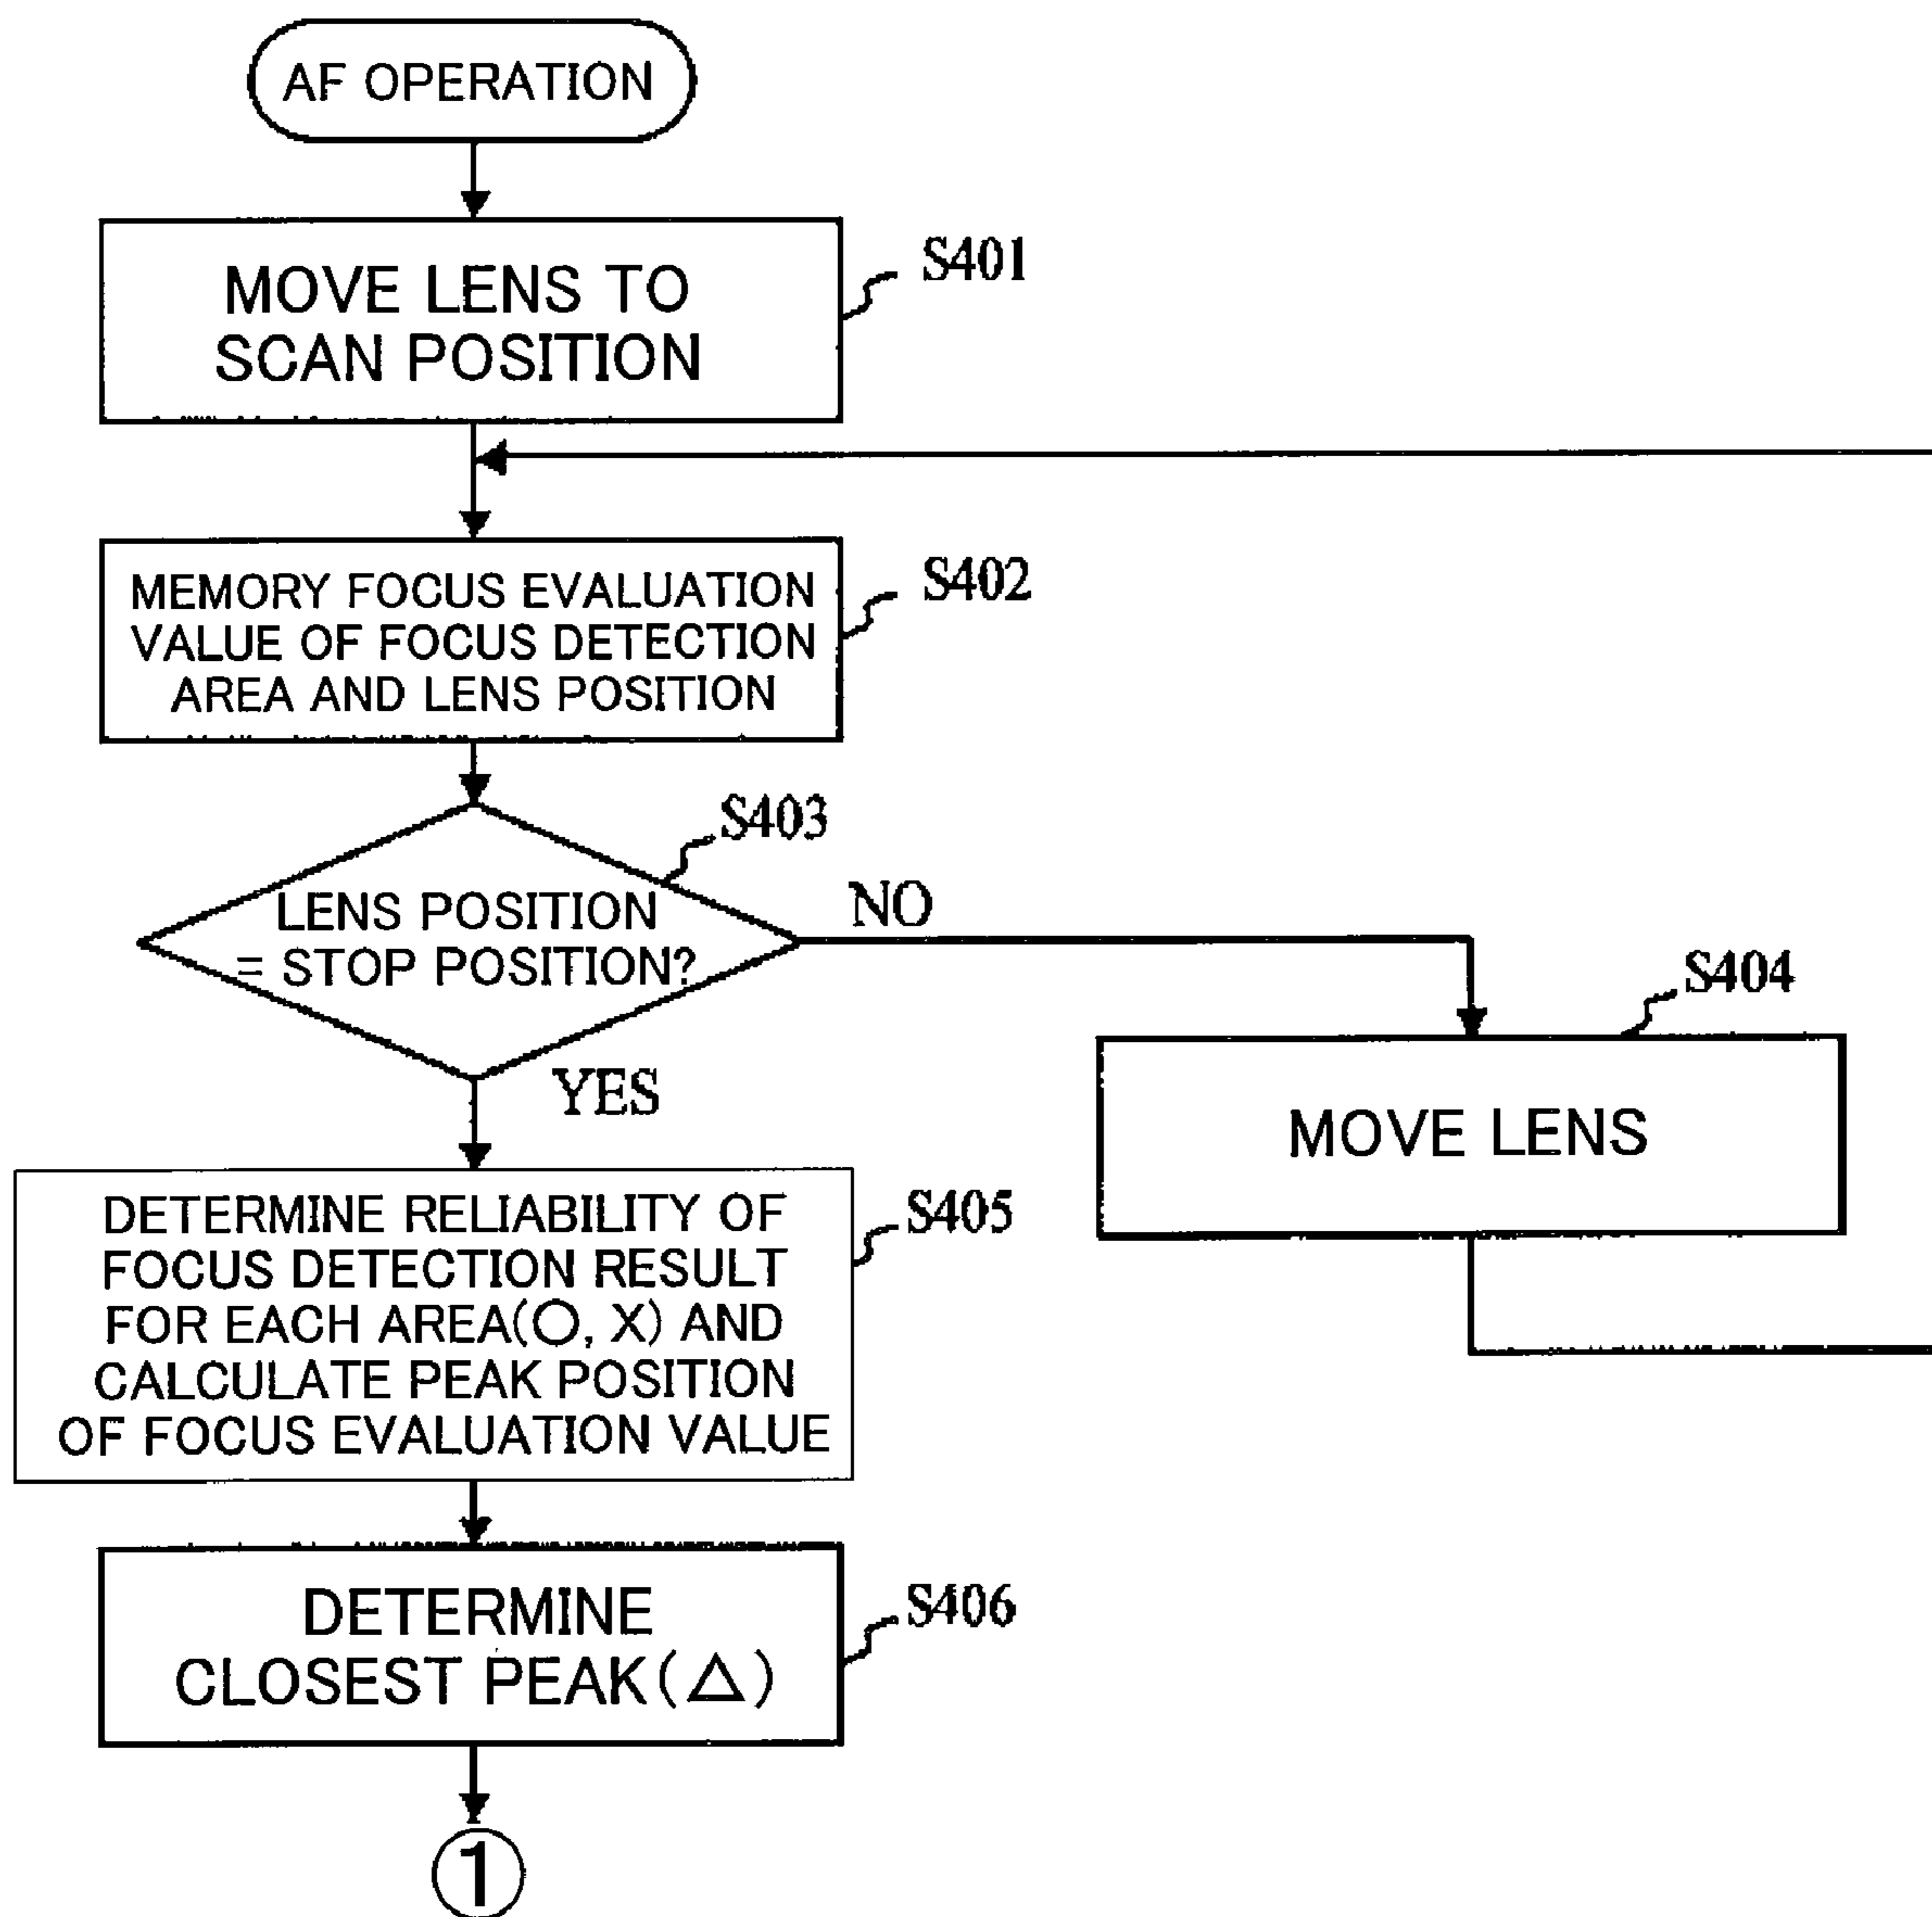 AF OPERATION
MOVE LENS TO
SCAN POSITION
S401
MEMORY FOCUS EVALUATION
VALUE OF FOCUS DETECTION
AREA AND LENS POSITION
S402
LENS POSITION
= STOP POSITION?
S403
NO
YES
MOVE LENS
S404
DETERMINE RELIABILITY OF
FOCUS DETECTION RESULT
FOR EACH AREA(○, X) AND
CALCULATE PEAK POSITION
OF FOCUS EVALUATION VALUE
S405
DETERMINE
CLOSEST PEAK(△)
S406
①